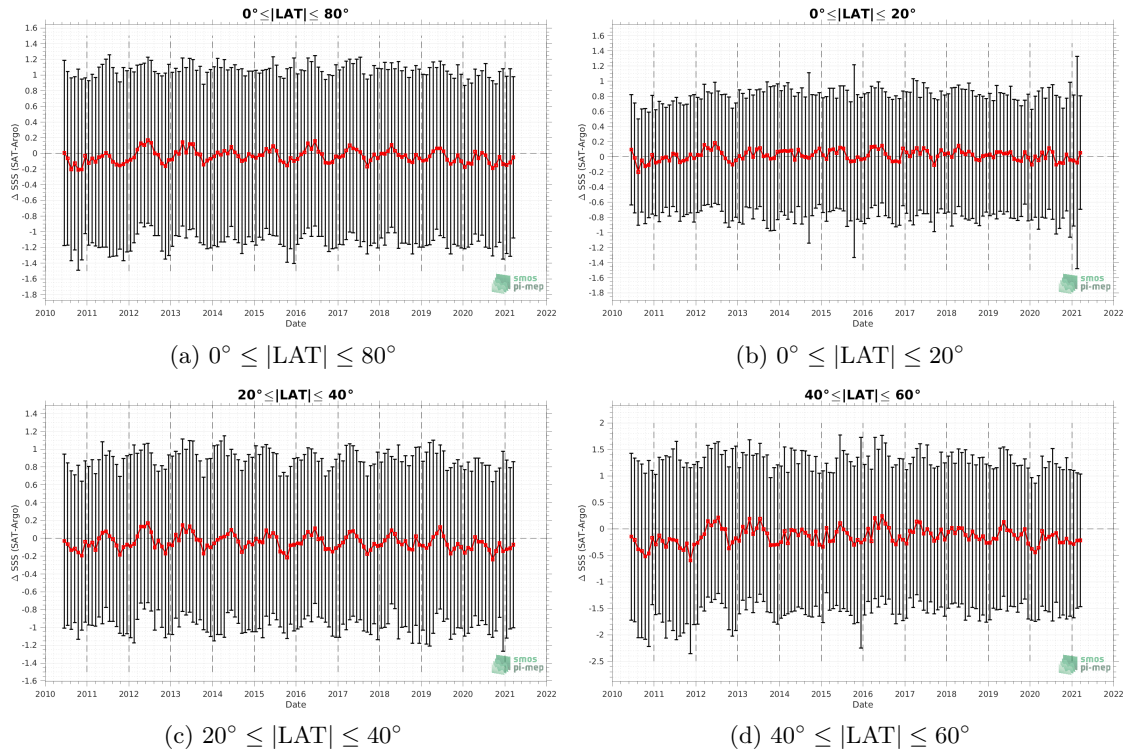 0°≤|LAT|≤ 80°
1.6
1.4
1.2
1
0.8
0.6
0.4
0.2
0
-0.2
-0.4
-0.6
-0.8
-1
-1.2
-1.4
-1.6
-1.8
Δ SSS (SAT-Argo)
smos
pi-mep
2010 2011 2012 2013 2014 2015 2016 2017 2018 2019 2020 2021 2022
Date
(a) 0° ≤ |LAT| ≤ 80°
0°≤|LAT|≤ 20°
1.6
1.4
1.2
1
0.8
0.6
0.4
0.2
0
-0.2
-0.4
-0.6
-0.8
-1
-1.2
-1.4
-1.6
-1.8
Δ SSS (SAT-Argo)
smos
pi-mep
2010 2011 2012 2013 2014 2015 2016 2017 2018 2019 2020 2021 2022
Date
(b) 0° ≤ |LAT| ≤ 20°
20°≤|LAT|≤ 40°
1.4
1.2
1
0.8
0.6
0.4
0.2
0
-0.2
-0.4
-0.6
-0.8
-1
-1.2
-1.4
-1.6
Δ SSS (SAT-Argo)
smos
pi-mep
2010 2011 2012 2013 2014 2015 2016 2017 2018 2019 2020 2021 2022
Date
(c) 20° ≤ |LAT| ≤ 40°
40°≤|LAT|≤ 60°
2
1.5
1
0.5
0
-0.5
-1
-1.5
-2
-2.5
Δ SSS (SAT-Argo)
smos
pi-mep
2010 2011 2012 2013 2014 2015 2016 2017 2018 2019 2020 2021 2022
Date
(d) 40° ≤ |LAT| ≤ 60°